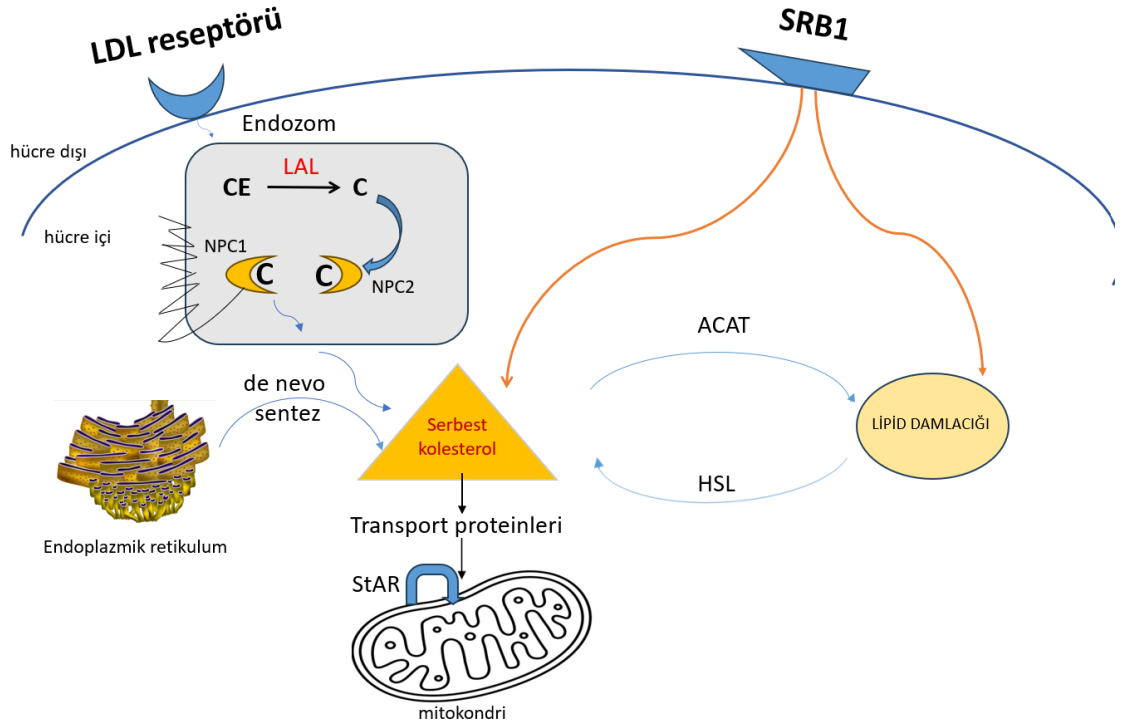 LDL reseptörü
SRB1
Endozom
hücre dışı
LAL
CE
C
hücre içi
NPC1
C
C
NPC2
ACAT
de nevo
sentez
Serbest
kolesterol
LİPİD DAMLACIĞI
HSL
Transport proteinleri
Endoplazmik retikulum
StAR
mitokondri